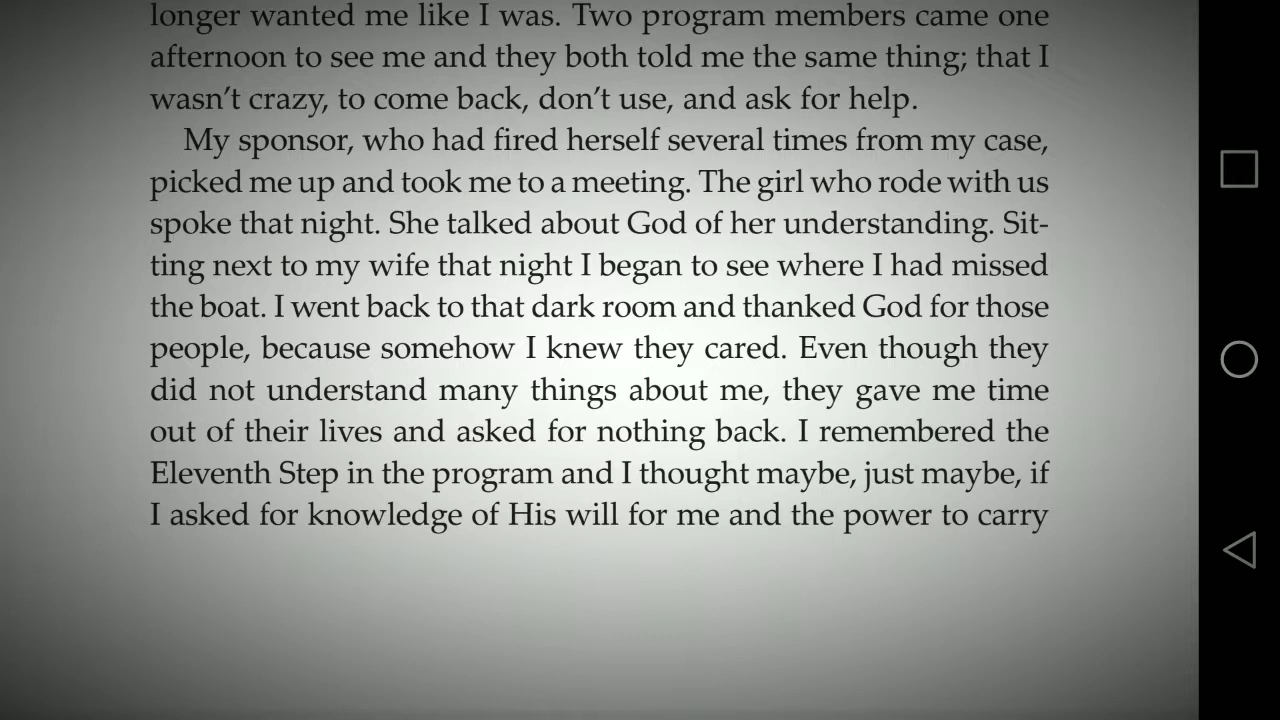 longer wanted me like I was. Two program members came one
afternoon to see me and they both told me the same thing; that I
wasn't crazy, to come back, don't use, and ask for help.
My sponsor, who had fired herself several times from my case,
picked me up and took me to a meeting. The girl who rode with us
spoke that night. She talked about God of her understanding. Sit-
ting next to my wife that night I began to see where I had missed
the boat. I went back to that dark room and thanked God for those
people, because somehow I knew they cared. Even though they
did not understand many things about me, they gave me time
out of their lives and asked for nothing back. I remembered the
Eleventh Step in the program and I thought maybe, just maybe, if
I asked for knowledge of His will for me and the power to carry